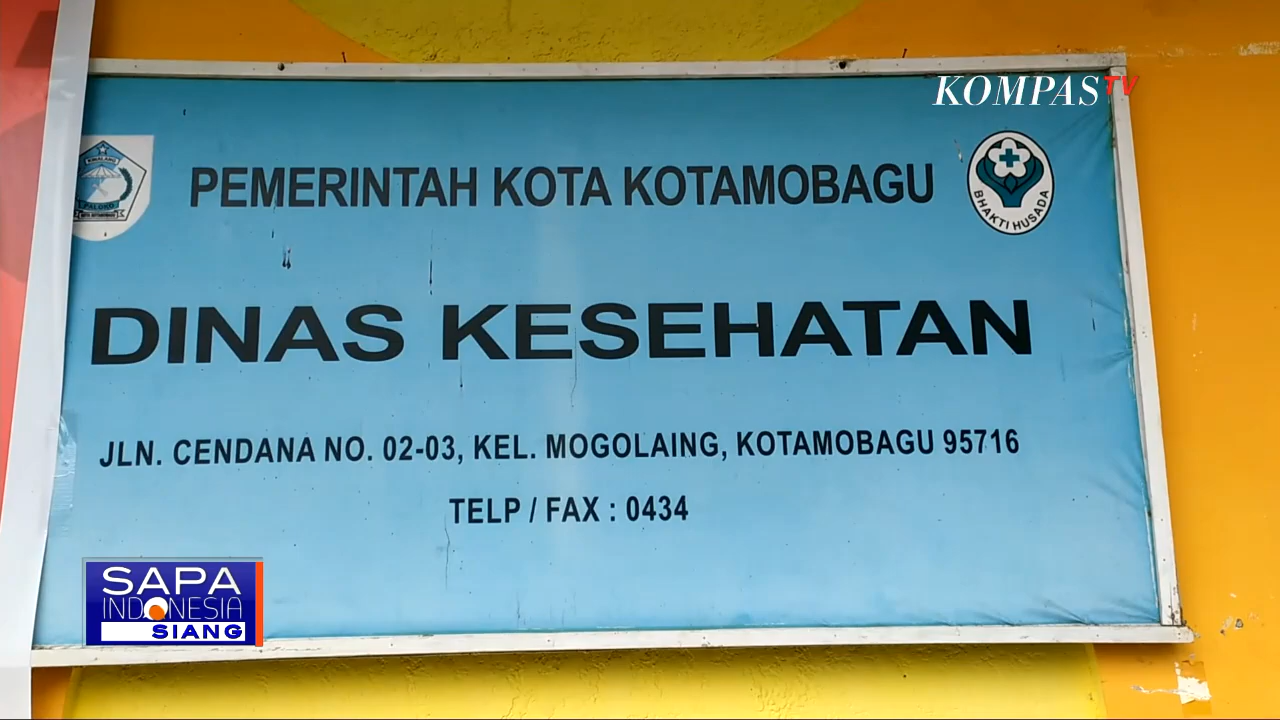 KOMPAS TV
PEMERINTAH KOTA KOTAMOBAGU
BHAKTI HUSADA
DINAS KESEHATAN
JLN. CENDANA NO. 02-03, KEL. MOGOLAING, KOTAMOBAGU 95716
TELP / FAX : 0434
SAPA
INDONESIA
SIANG